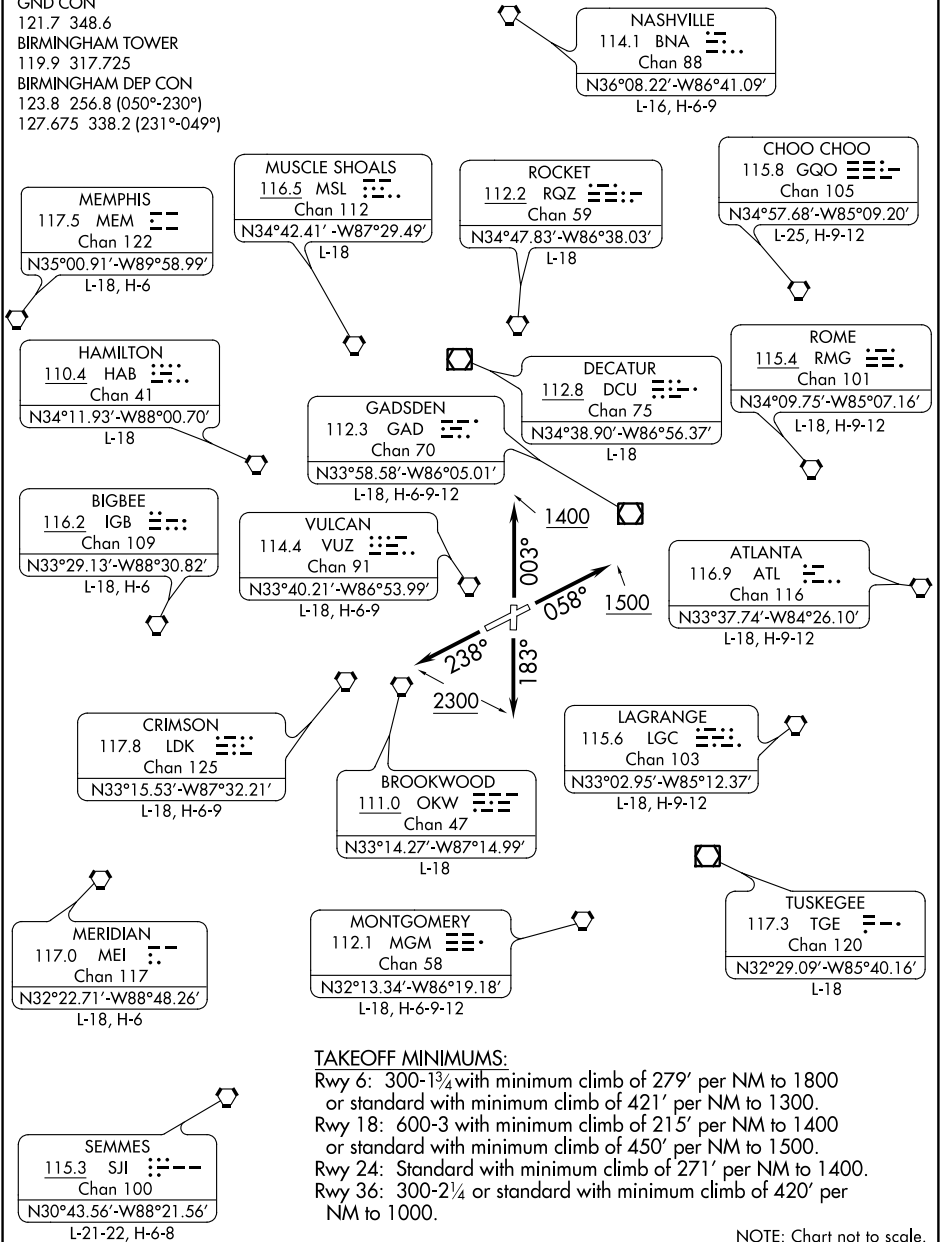 GND CON
121.7 348.6
BIRMINGHAM TOWER
119.9 317.725
BIRMINGHAM DEP CON
123.8 256.8 (050°-230°)
127.675 338.2 (231°-049°)
NASHVILLE
114.1 BNA
Chan 88
N36°08.22′-W86°41.09′
L-16, H-6-9
MEMPHIS
117.5 MEM
Chan 122
N35°00.91′-W89°58.99′
L-18, H-6
MUSCLE SHOALS
116.5 MSL
Chan 112
N34°42.41′ -W87°29.49′
L-18
ROCKET
112.2 RQZ
Chan 59
N34°47.83′-W86°38.03′
L-18
CHOO CHOO
115.8 GQO
Chan 105
N34°57.68′-W85°09.20′
L-25, H-9-12
HAMILTON
110.4 HAB
Chan 41
N34°11.93′-W88°00.70′
L-18
GADSDEN
112.3 GAD
Chan 70
N33°58.58′-W86°05.01′
L-18, H-6-9-12
DECATUR
112.8 DCU
Chan 75
N34°38.90′-W86°56.37′
L-18
ROME
115.4 RMG
Chan 101
N34°09.75′-W85°07.16′
L-18, H-9-12
BIGBEE
116.2 IGB
Chan 109
N33°29.13′-W88°30.82′
L-18, H-6
VULCAN
114.4 VUZ
Chan 91
N33°40.21′-W86°53.99′
L-18, H-6-9
1400
003°
058°
1500
238°
183°
2300
ATLANTA
116.9 ATL
Chan 116
N33°37.74′-W84°26.10′
L-18, H-9-12
CRIMSON
117.8 LDK
Chan 125
N33°15.53′-W87°32.21′
L-18, H-6-9
BROOKWOOD
111.0 OKW
Chan 47
N33°14.27′-W87°14.99′
L-18
LAGRANGE
115.6 LGC
Chan 103
N33°02.95′-W85°12.37′
L-18, H-9-12
MERIDIAN
117.0 MEI
Chan 117
N32°22.71′-W88°48.26′
L-18, H-6
MONTGOMERY
112.1 MGM
Chan 58
N32°13.34′-W86°19.18′
L-18, H-6-9-12
TUSKEGEE
117.3 TGE
Chan 120
N32°29.09′-W85°40.16′
L-18
SEMMES
115.3 SJI
Chan 100
N30°43.56′-W88°21.56′
L-21-22, H-6-8
TAKEOFF MINIMUMS:
Rwy 6: 300-1¾ with minimum climb of 279′ per NM to 1800
or standard with minimum climb of 421′ per NM to 1300.
Rwy 18: 600-3 with minimum climb of 215′ per NM to 1400
or standard with minimum climb of 450′ per NM to 1500.
Rwy 24: Standard with minimum climb of 271′ per NM to 1400.
Rwy 36: 300-2¼ or standard with minimum climb of 420′ per
NM to 1000.
NOTE: Chart not to scale.